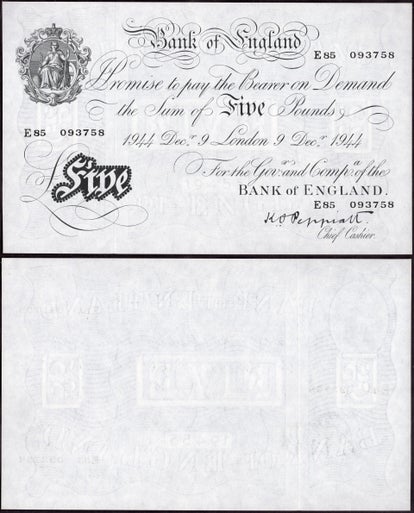 Bank of England
E85 093758
I Promise to pay the Bearer on Demand
the Sum of Five Pounds
E85 093758
1944 Decr. 9 London 9 Decr. 1944
For the Govr. and Compa. of the
BANK of ENGLAND.
£Five
E85 093758
K O Peppiatt
Chief Cashier.